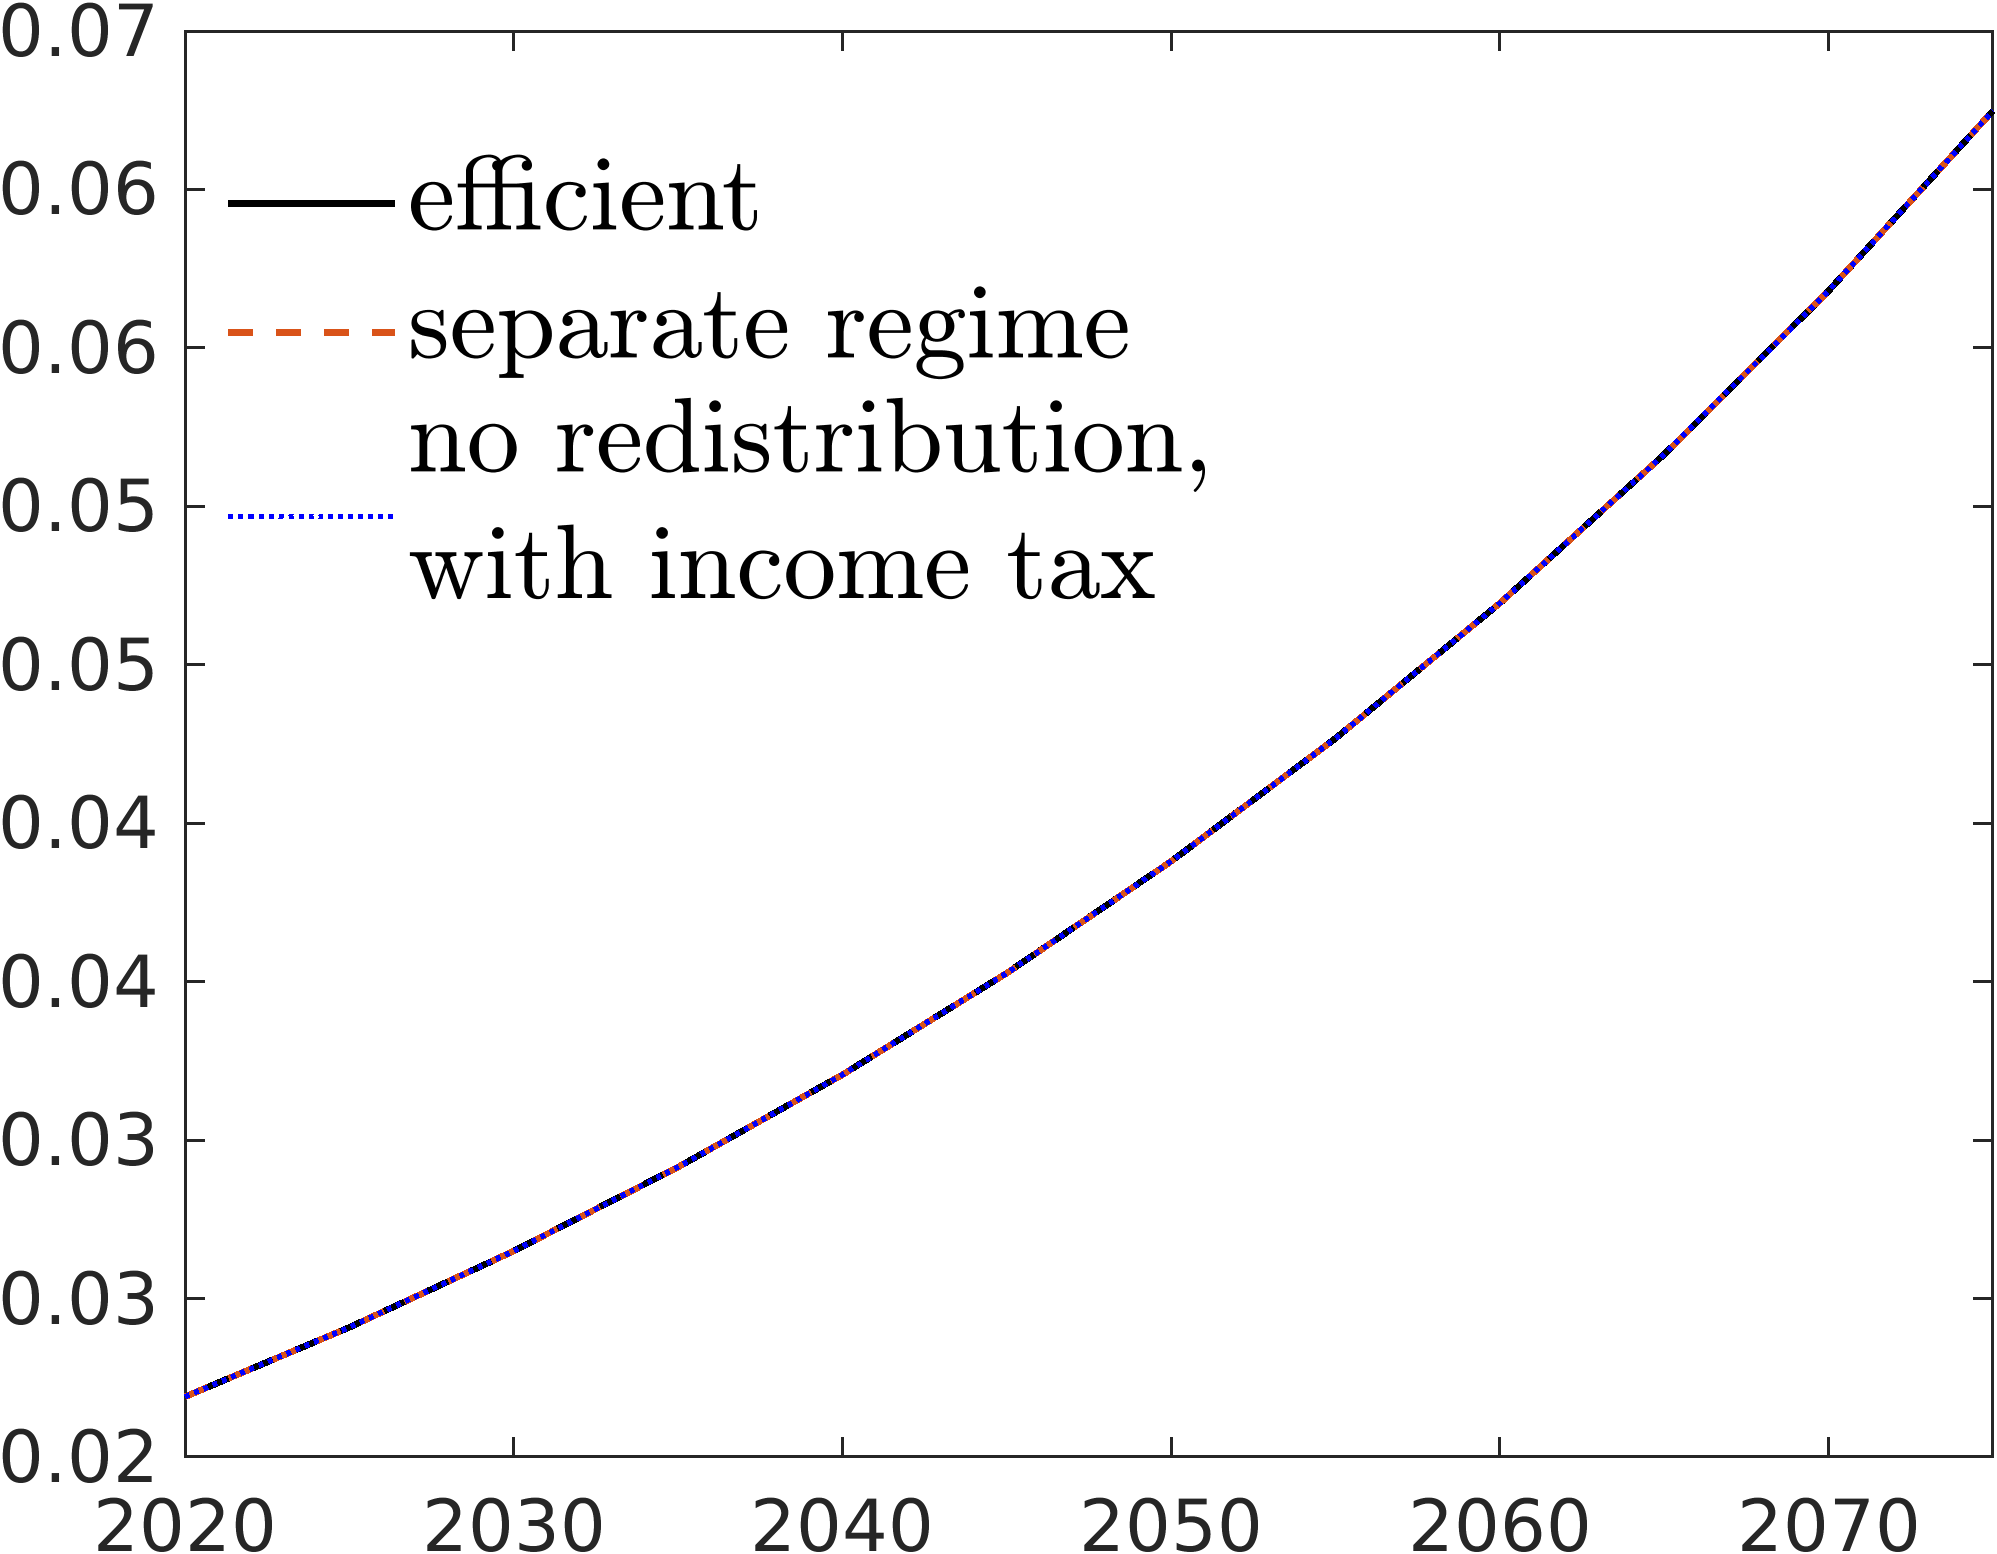 0.07
0.06
0.06
0.05
0.05
0.04
0.04
0.03
0.03
0.02
efficient
separate regime
no redistribution,
with income tax
2020 2030 2040 2050 2060 2070